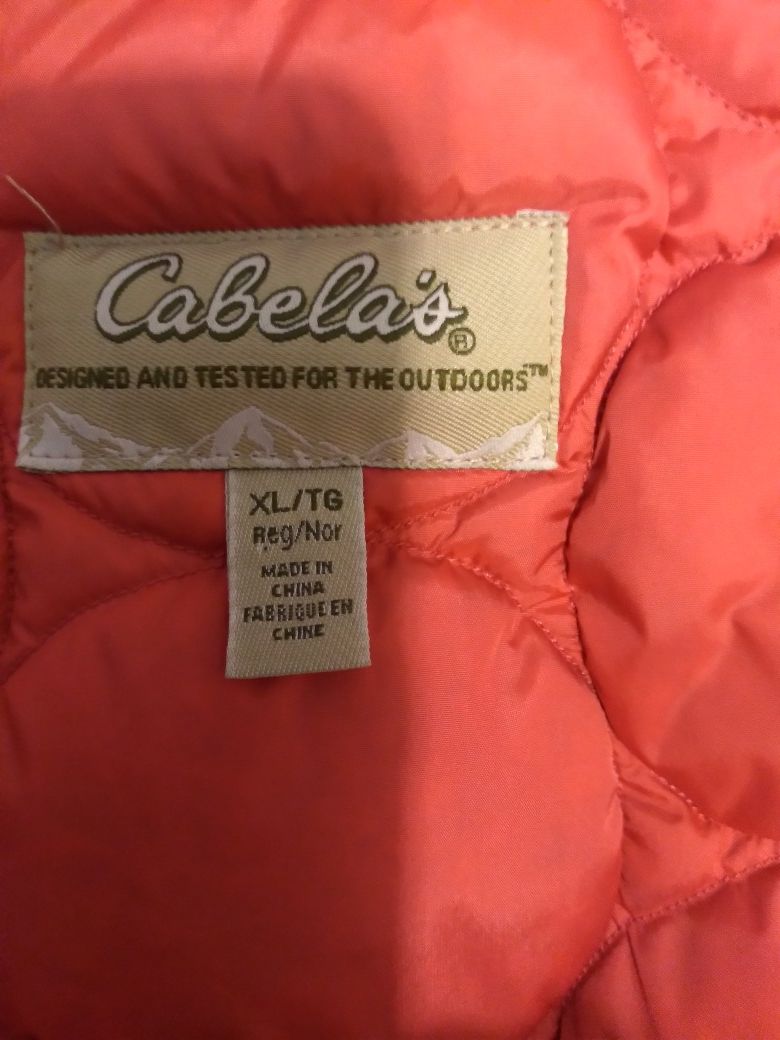 Cabela's®
DESIGNED AND TESTED FOR THE OUTDOORS™
XL/TG
Reg/Nor
MADE IN
CHINA
FABRIQUE EN
CHINE